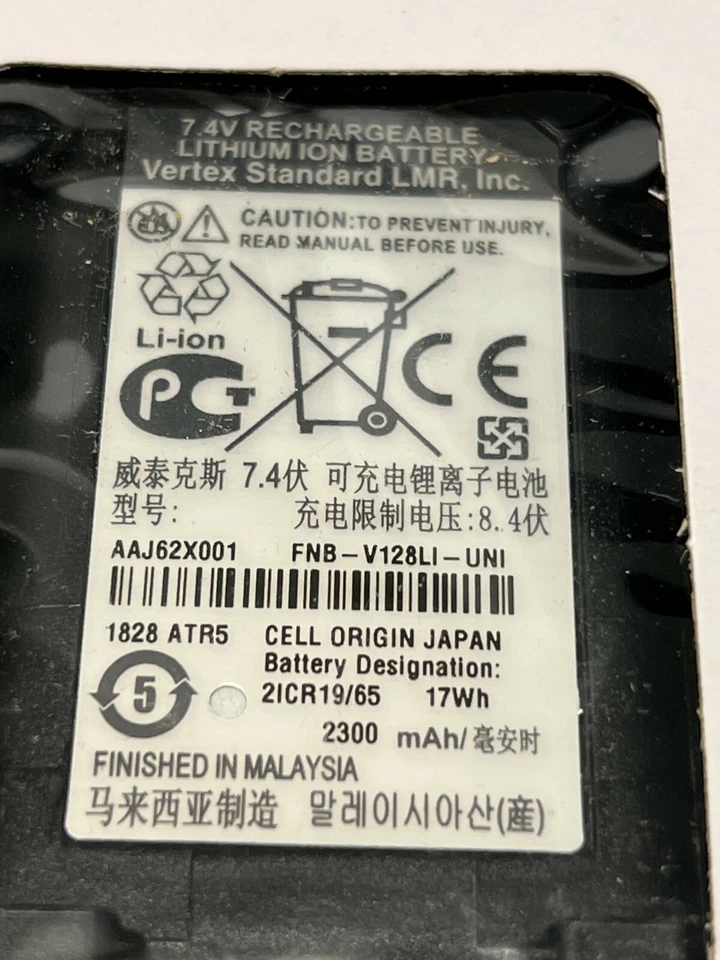 7.4V RECHARGEABLE
LITHIUM ION BATTERY
Vertex Standard LMR, Inc.
CAUTION:TO PREVENT INJURY,
READ MANUAL BEFORE USE.
Li-ion
PCT
CE
威泰克斯 7.4伏 可充电锂离子电池
型号: 充电限制电压:8.4伏
AAJ62X001 FNB-V128LI-UNI
1828 ATR5 CELL ORIGIN JAPAN
Battery Designation:
5 2ICR19/65 17Wh
2300 mAh/毫安时
FINISHED IN MALAYSIA
马来西亚制造 말레이시아산(産)